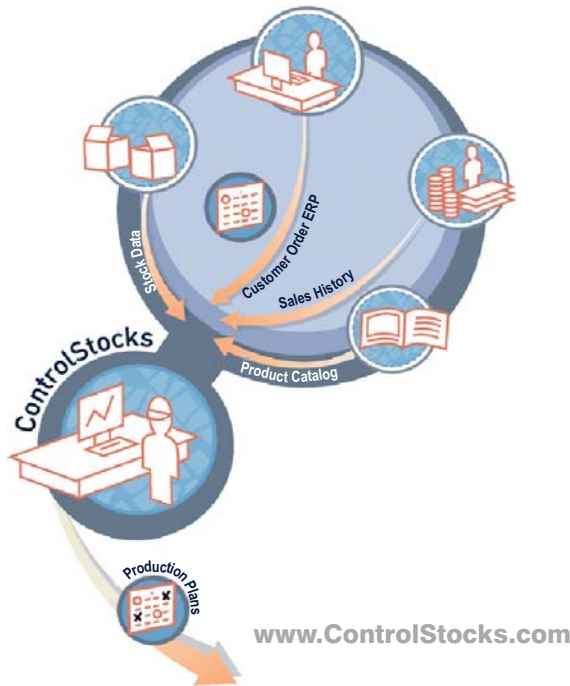 Stock Data
Customer Order ERP
Sales History
Product Catalog
ControlStocks
Production Plans
www.ControlStocks.com